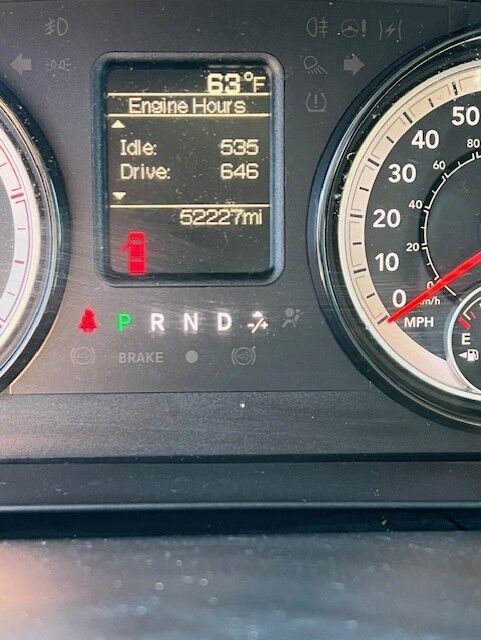 63°F
Engine Hours
Idle: 535
Drive: 646
52227mi
P R N D
BRAKE
50
40
30
20
10
0
MPH
80
60
40
20
0
km/h
E